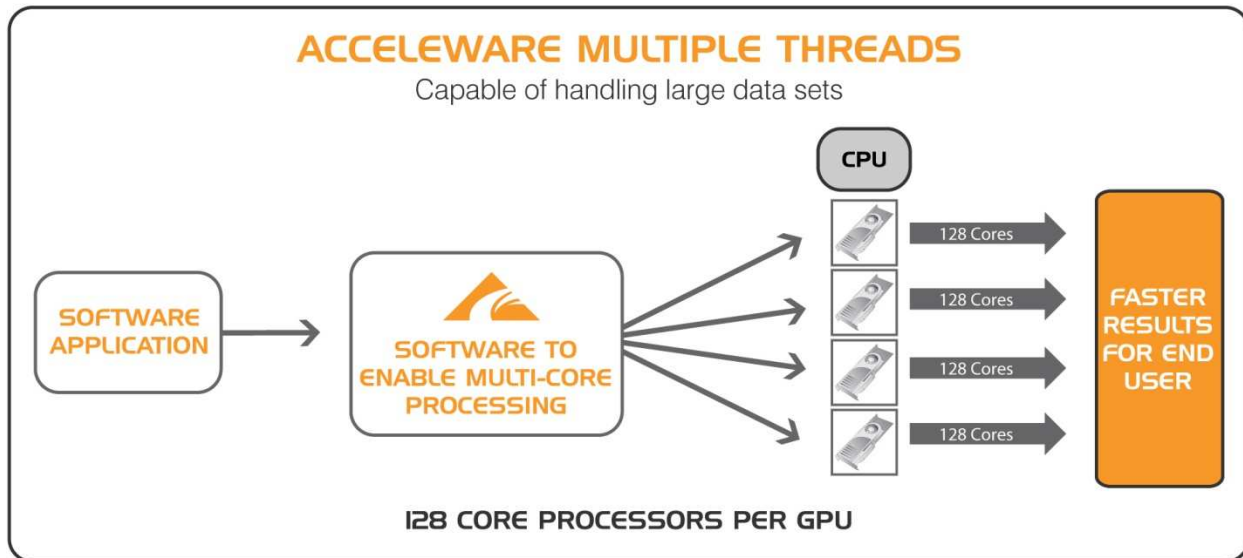 ACCELEWARE MULTIPLE THREADS
Capable of handling large data sets
CPU
SOFTWARE
APPLICATION
SOFTWARE TO
ENABLE MULTI-CORE
PROCESSING
128 Cores
128 Cores
128 Cores
128 Cores
FASTER
RESULTS
FOR END
USER
128 CORE PROCESSORS PER GPU